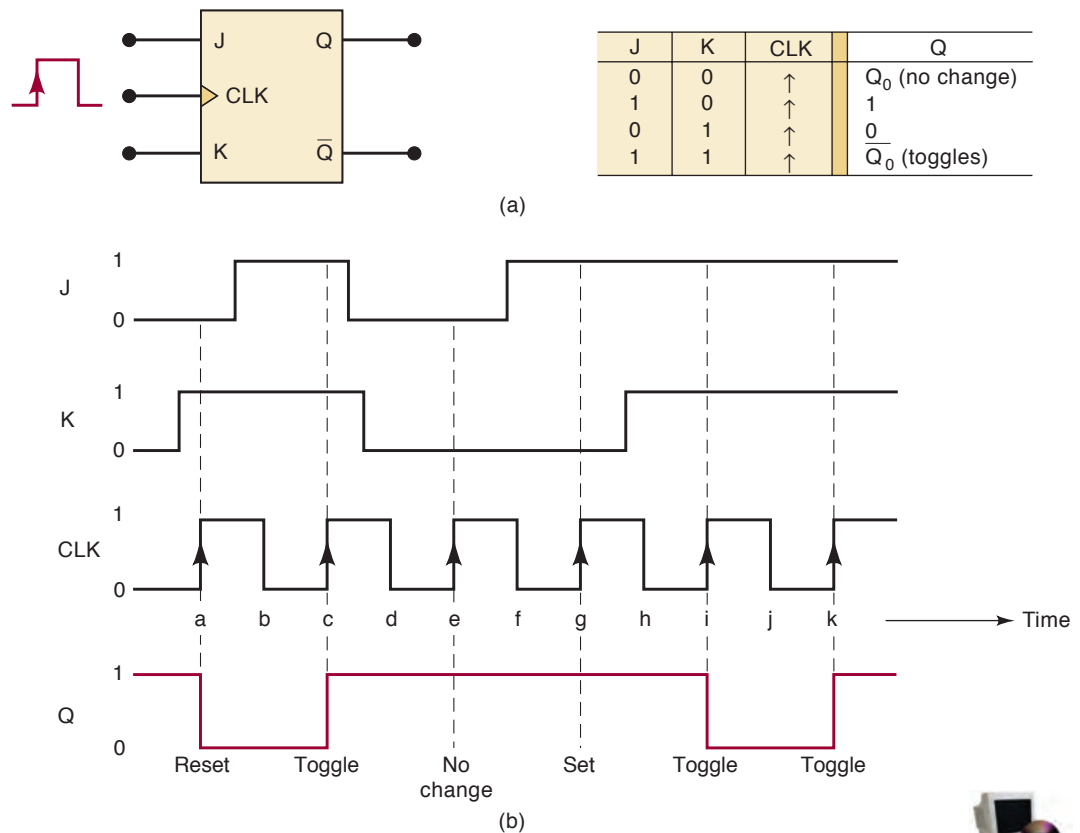 J Q
CLK
K Q̅
J K CLK Q
0 0 ↑ Q₀ (no change)
1 0 ↑ 1
0 1 ↑ 0
1 1 ↑ Q̅₀ (toggles)
(a)
1
J
0
1
K
0
1
CLK
0
a b c d e f g h i j k Time
1
Q
0
Reset Toggle No change Set Toggle Toggle
(b)